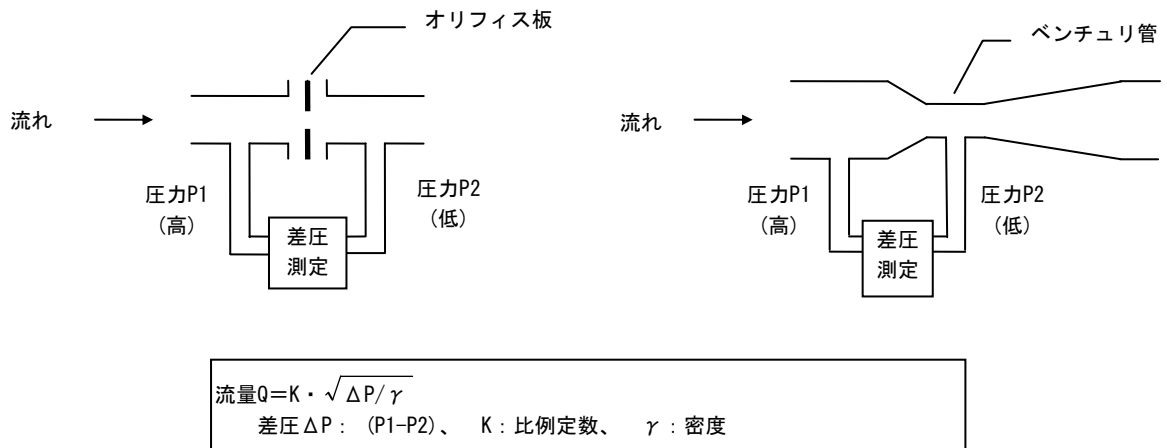 オリフィス板
流れ
圧力P1
(高)
圧力P2
(低)
差圧
測定
ベンチュリ管
流れ
圧力P1
(高)
圧力P2
(低)
差圧
測定
流量Q=K・√ΔP/γ
差圧ΔP: (P1-P2)、 K:比例定数、 γ:密度